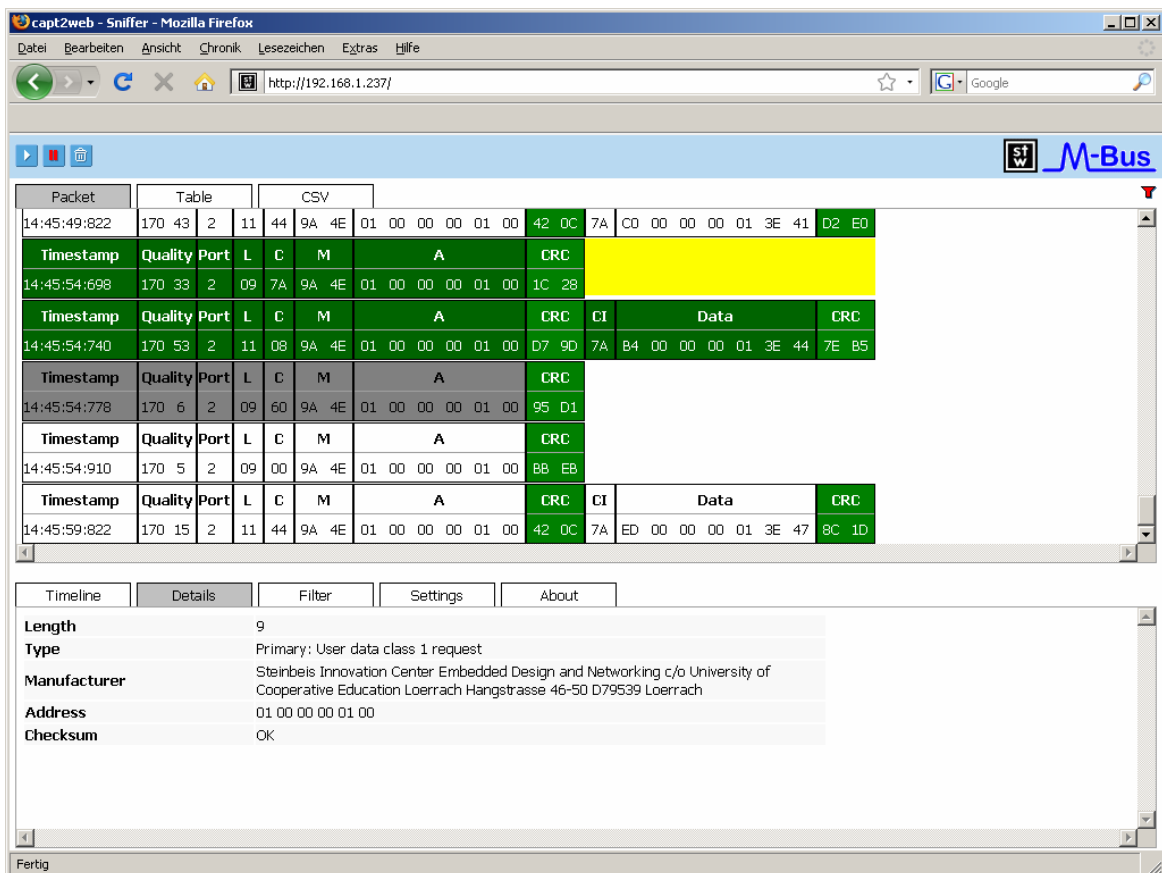 capt2web - Sniffer - Mozilla Firefox
Datei Bearbeiten Ansicht Chronik Lesezeichen Extras Hilfe
http://192.168.1.237/ G Google
st w M-Bus
Packet Table CSV
14:45:49:822 170 43 2 11 44 9A 4E 01 00 00 00 01 00 42 0C 7A C0 00 00 00 01 3E 41 D2 E0
Timestamp Quality Port L C M A CRC
14:45:54:698 170 33 2 09 7A 9A 4E 01 00 00 00 01 00 1C 28
Timestamp Quality Port L C M A CRC CI Data CRC
14:45:54:740 170 53 2 11 08 9A 4E 01 00 00 00 01 00 D7 9D 7A B4 00 00 00 01 3E 44 7E B5
Timestamp Quality Port L C M A CRC
14:45:54:778 170 6 2 09 60 9A 4E 01 00 00 00 01 00 95 D1
Timestamp Quality Port L C M A CRC
14:45:54:910 170 5 2 09 00 9A 4E 01 00 00 00 01 00 BB EB
Timestamp Quality Port L C M A CRC CI Data CRC
14:45:59:822 170 15 2 11 44 9A 4E 01 00 00 00 01 00 42 0C 7A ED 00 00 00 01 3E 47 8C 1D
Timeline Details Filter Settings About
Length 9
Type Primary: User data class 1 request
Manufacturer Steinbeis Innovation Center Embedded Design and Networking c/o University of
Cooperative Education Loerrach Hangstrasse 46-50 D79539 Loerrach
Address 01 00 00 00 01 00
Checksum OK
Fertig